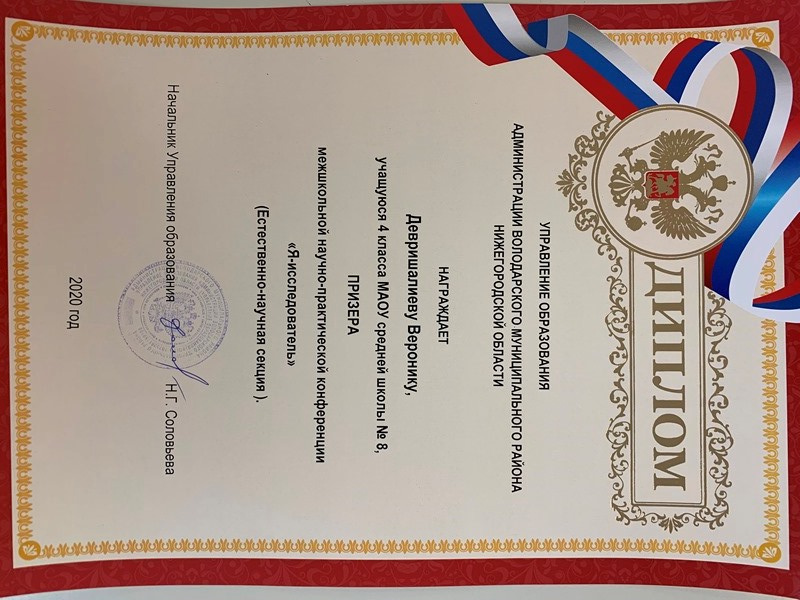 ДИПЛОМ
УПРАВЛЕНИЕ ОБРАЗОВАНИЯ
АДМИНИСТРАЦИИ ВОЛОДАРСКОГО МУНИЦИПАЛЬНОГО РАЙОНА
НИЖЕГОРОДСКОЙ ОБЛАСТИ
НАГРАЖДАЕТ
Девришалиеву Веронику,
учащуюся 4 класса МАОУ средней школы № 8,
ПРИЗЕРА
межшкольной научно-практической конференции
«Я-исследователь»
(Естественно-научная секция ).
Начальник Управления образования Н.Г. Соловьева
2020 год